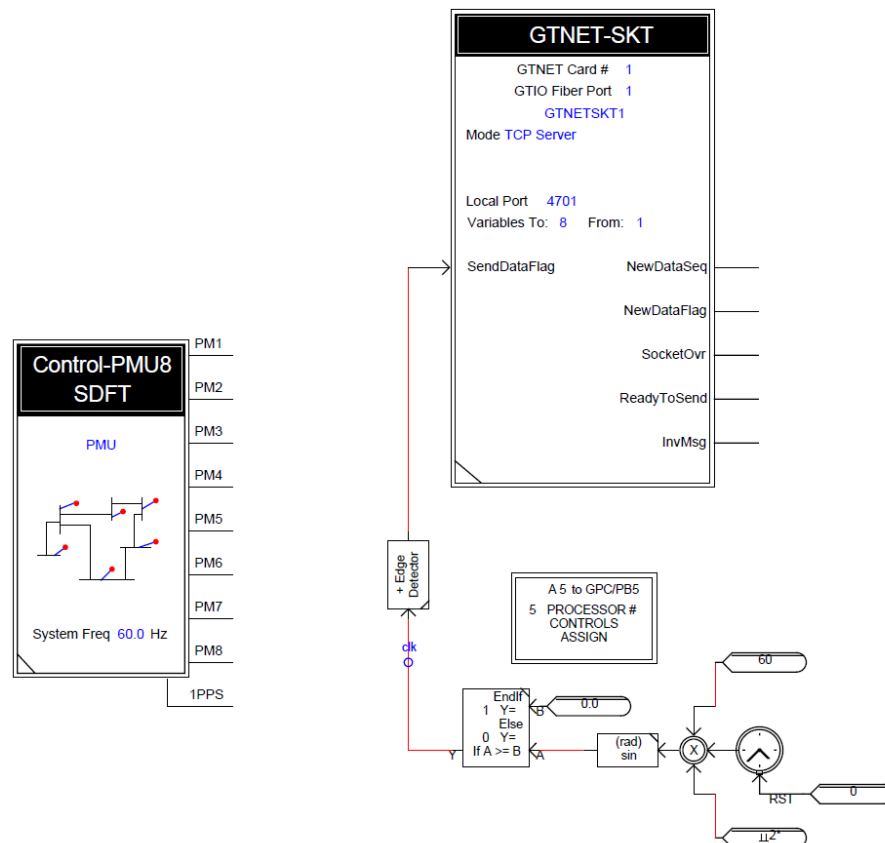 GTNET-SKT
GTNET Card # 1
GTIO Fiber Port 1
GTNETSKT1
Mode TCP Server
Local Port 4701
Variables To: 8 From: 1
SendDataFlag
NewDataSeq
NewDataFlag
SocketOvr
ReadyToSend
InvMsg
Control-PMU8
SDFT
PMU
System Freq 60.0 Hz
PM1
PM2
PM3
PM4
PM5
PM6
PM7
PM8
1PPS
+ Edge
Detector
clk
A 5 to GPC/PB5
5 PROCESSOR #
CONTROLS
ASSIGN
EndIf
1 Y=
Else
0 Y=
If A >= B
B
A
Y
0.0
(rad)
sin
X
60
RST
0
2*